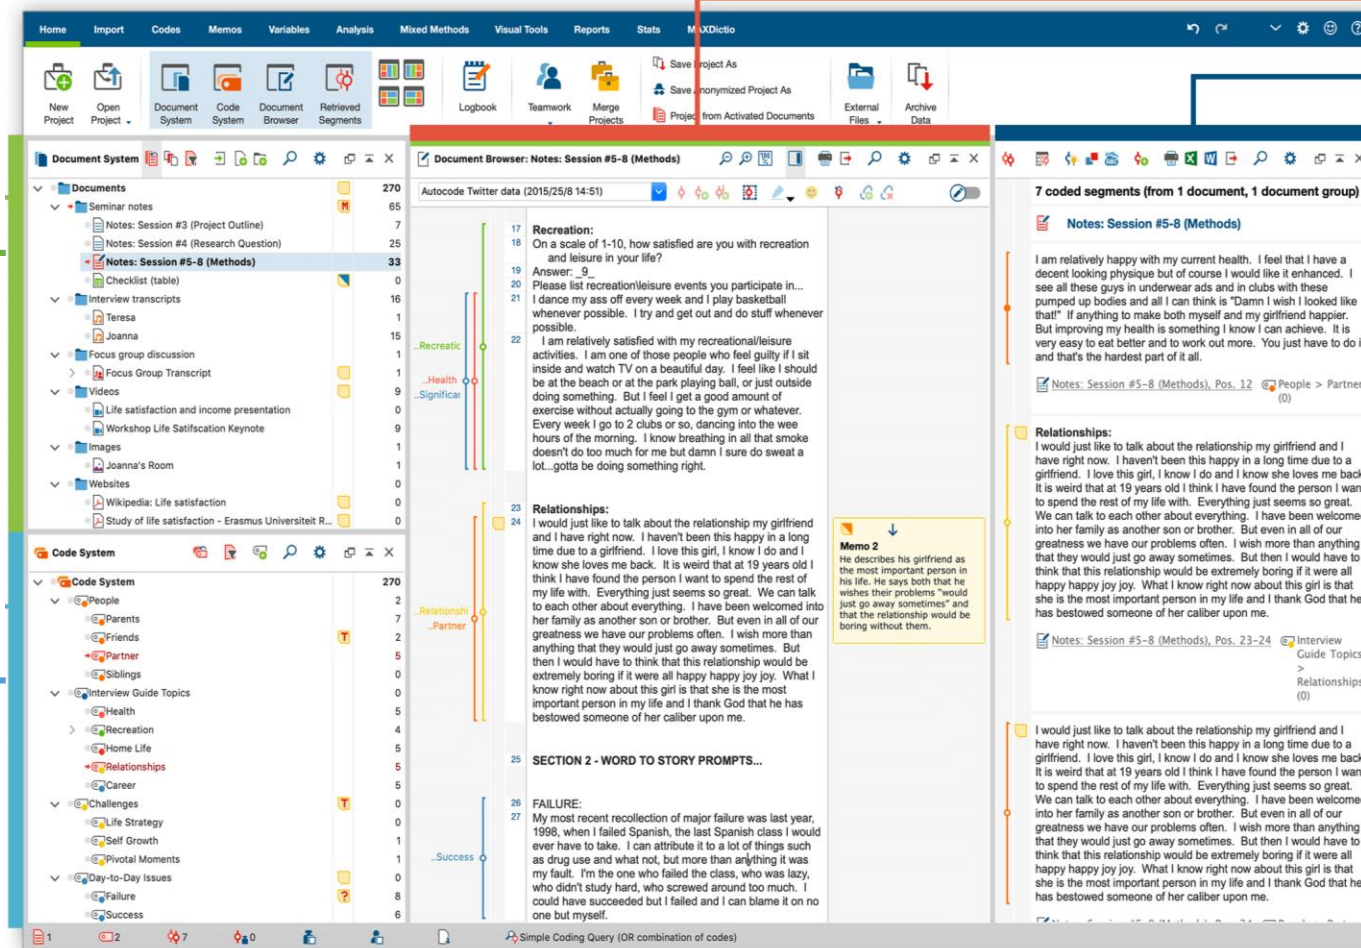 Home Import Codes Memos Variables Analysis Mixed Methods Visual Tools Reports Stats MAXDictio
New Project
Open Project
Document System
Code System
Document Browser
Retrieved Segments
Logbook
Teamwork
Merge Projects
Save Project As
Save Anonymized Project As
Project from Activated Documents
External Files
Archive Data
Document System
Documents 270
Seminar notes 65
Notes: Session #3 (Project Outline) 7
Notes: Session #4 (Research Question) 25
Notes: Session #5-8 (Methods) 33
Checklist (table) 0
Interview transcripts 16
Teresa 1
Joanna 15
Focus group discussion 1
Focus Group Transcript 1
Videos 9
Life satisfaction and income presentation 0
Workshop Life Satifscation Keynote 9
Images 1
Joanna's Room 1
Websites 0
Wikipedia: Life satisfaction 0
Study of life satisfaction - Erasmus Universiteit R... 0
Code System
Code System 270
People 2
Parents 7
Friends T 2
Partner 5
Siblings 0
Interview Guide Topics 0
Health 5
Recreation 4
Home Life 5
Relationships 5
Career 5
Challenges T 0
Life Strategy 0
Self Growth 1
Pivotal Moments 1
Day-to-Day Issues 0
Failure ? 8
Success 6
Document Browser: Notes: Session #5-8 (Methods)
Autocode Twitter data (2015/25/8 14:51)
17 Recreation:
18 On a scale of 1-10, how satisfied are you with recreation
and leisure in your life?
19 Answer: _9_
20 Please list recreation\leisure events you participate in...
21 I dance my ass off every week and I play basketball
whenever possible. I try and get out and do stuff whenever
possible.
22 I am relatively satisfied with my recreational/leisure
activities. I am one of those people who feel guilty if I sit
inside and watch TV on a beautiful day. I feel like I should
be at the beach or at the park playing ball, or just outside
doing something. But I feel I get a good amount of
exercise without actually going to the gym or whatever.
Every week I go to 2 clubs or so, dancing into the wee
hours of the morning. I know breathing in all that smoke
doesn't do too much for me but damn I sure do sweat a
lot...gotta be doing something right.
..Recreatic
..Health
..Significar
23 Relationships:
24 I would just like to talk about the relationship my girlfriend
and I have right now. I haven't been this happy in a long
time due to a girlfriend. I love this girl, I know I do and I
know she loves me back. It is weird that at 19 years old I
think I have found the person I want to spend the rest of
my life with. Everything just seems so great. We can talk
to each other about everything. I have been welcomed into
her family as another son or brother. But even in all of our
greatness we have our problems often. I wish more than
anything that they would just go away sometimes. But
then I would have to think that this relationship would be
extremely boring if it were all happy happy joy joy. What I
know right now about this girl is that she is the most
important person in my life and I thank God that he has
bestowed someone of her caliber upon me.
..Relationshi
..Partner
Memo 2
He describes his girlfriend as
the most important person in
his life. He says both that he
wishes their problems "would
just go away sometimes" and
that the relationship would be
boring without them.
25 SECTION 2 - WORD TO STORY PROMPTS...
26 FAILURE:
27 My most recent recollection of major failure was last year,
1998, when I failed Spanish, the last Spanish class I would
ever have to take. I can attribute it to a lot of things such
as drug use and what not, but more than anything it was
my fault. I'm the one who failed the class, who was lazy,
who didn't study hard, who screwed around too much. I
could have succeeded but I failed and I can blame it on no
one but myself.
..Success
7 coded segments (from 1 document, 1 document group)
Notes: Session #5-8 (Methods)
I am relatively happy with my current health. I feel that I have a
decent looking physique but of course I would like it enhanced. I
see all these guys in underwear ads and in clubs with these
pumped up bodies and all I can think is "Damn I wish I looked like
that!" If anything to make both myself and my girlfriend happier.
But improving my health is something I know I can achieve. It is
very easy to eat better and to work out more. You just have to do i
and that's the hardest part of it all.
Notes: Session #5-8 (Methods), Pos. 12 People > Partner
(0)
Relationships:
I would just like to talk about the relationship my girlfriend and I
have right now. I haven't been this happy in a long time due to a
girlfriend. I love this girl, I know I do and I know she loves me back
It is weird that at 19 years old I think I have found the person I wan
to spend the rest of my life with. Everything just seems so great.
We can talk to each other about everything. I have been welcome
into her family as another son or brother. But even in all of our
greatness we have our problems often. I wish more than anything
that they would just go away sometimes. But then I would have to
think that this relationship would be extremely boring if it were all
happy happy joy joy. What I know right now about this girl is that
she is the most important person in my life and I thank God that he
has bestowed someone of her caliber upon me.
Notes: Session #5-8 (Methods), Pos. 23-24 Interview
Guide Topics
>
Relationships
(0)
I would just like to talk about the relationship my girlfriend and I
have right now. I haven't been this happy in a long time due to a
girlfriend. I love this girl, I know I do and I know she loves me back
It is weird that at 19 years old I think I have found the person I wan
to spend the rest of my life with. Everything just seems so great.
We can talk to each other about everything. I have been welcome
into her family as another son or brother. But even in all of our
greatness we have our problems often. I wish more than anything
that they would just go away sometimes. But then I would have to
think that this relationship would be extremely boring if it were all
happy happy joy joy. What I know right now about this girl is that
she is the most important person in my life and I thank God that he
has bestowed someone of her caliber upon me.
1 2 7 0 Simple Coding Query (OR combination of codes)